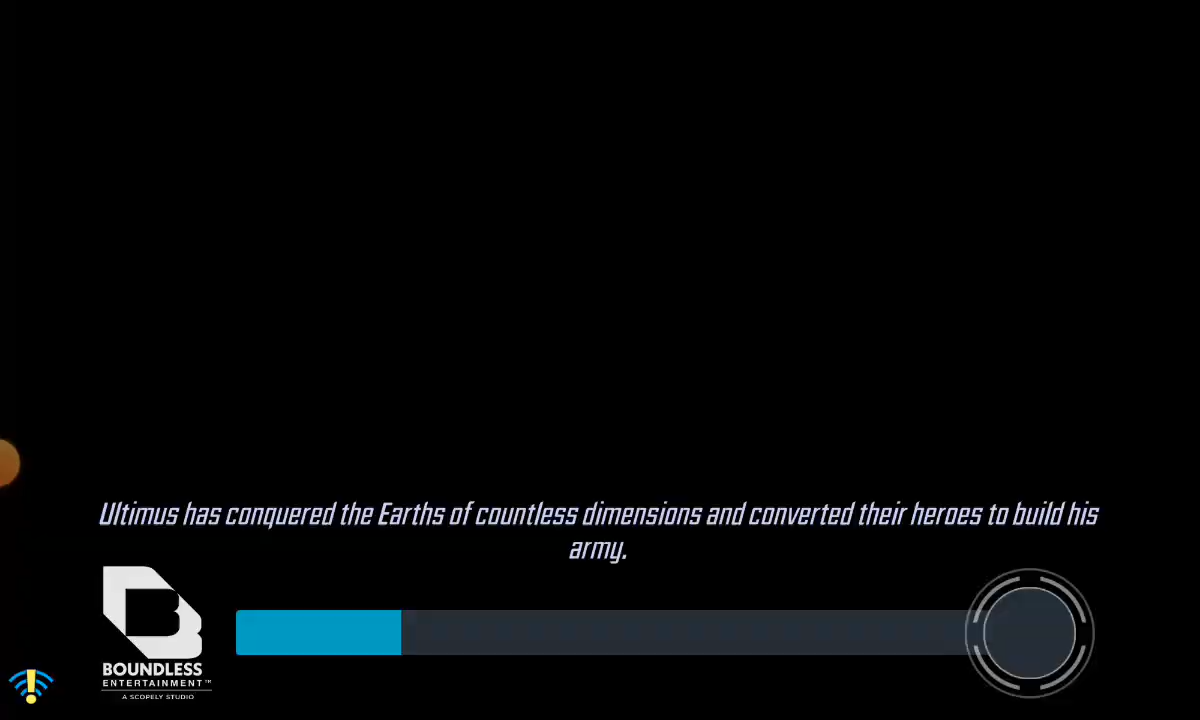 Ultimus has conquered the Earths of countless dimensions and converted their heroes to build his
army.
BOUNDLESS
ENTERTAINMENT™
A SCOPELY STUDIO